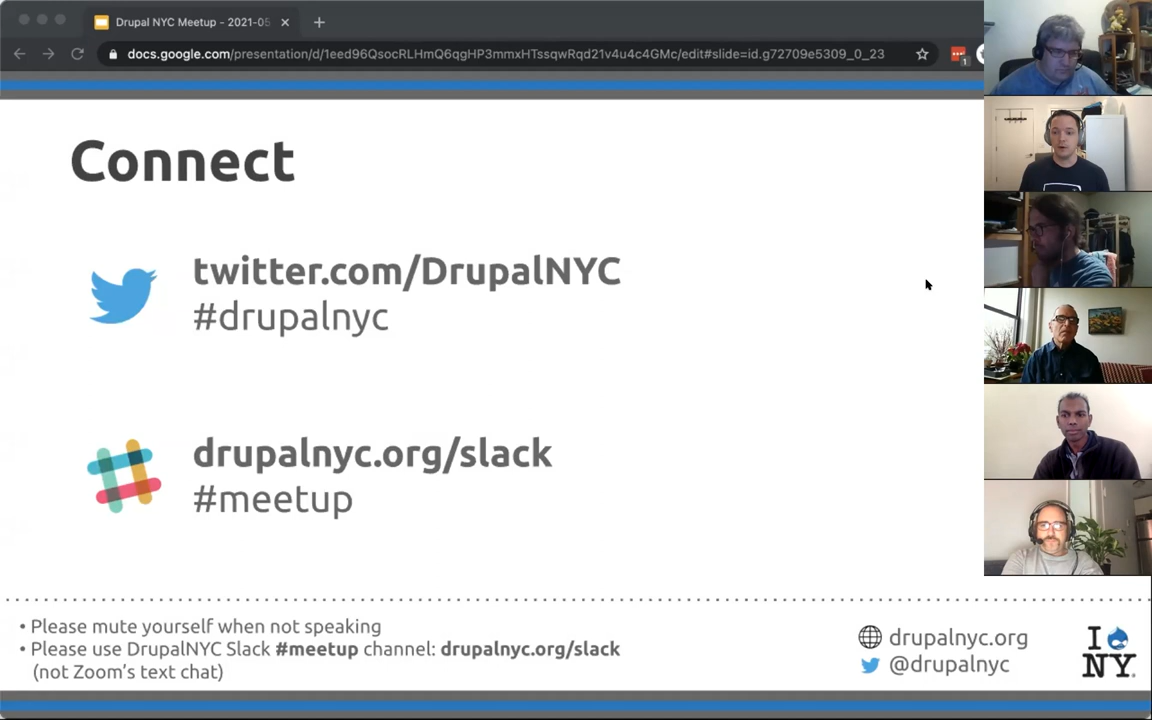 Drupal NYC Meetup - 2021-05
docs.google.com/presentation/d/1eed96QsocRLHmQ6qgHP3mmxHTssqwRqd21v4u4c4GMc/edit#slide=id.g72709e5309_0_23
1
Connect
twitter.com/DrupalNYC
#drupalnyc
drupalnyc.org/slack
#meetup
• Please mute yourself when not speaking
• Please use DrupalNYC Slack #meetup channel: drupalnyc.org/slack
(not Zoom's text chat)
drupalnyc.org
@drupalnyc
I
NY